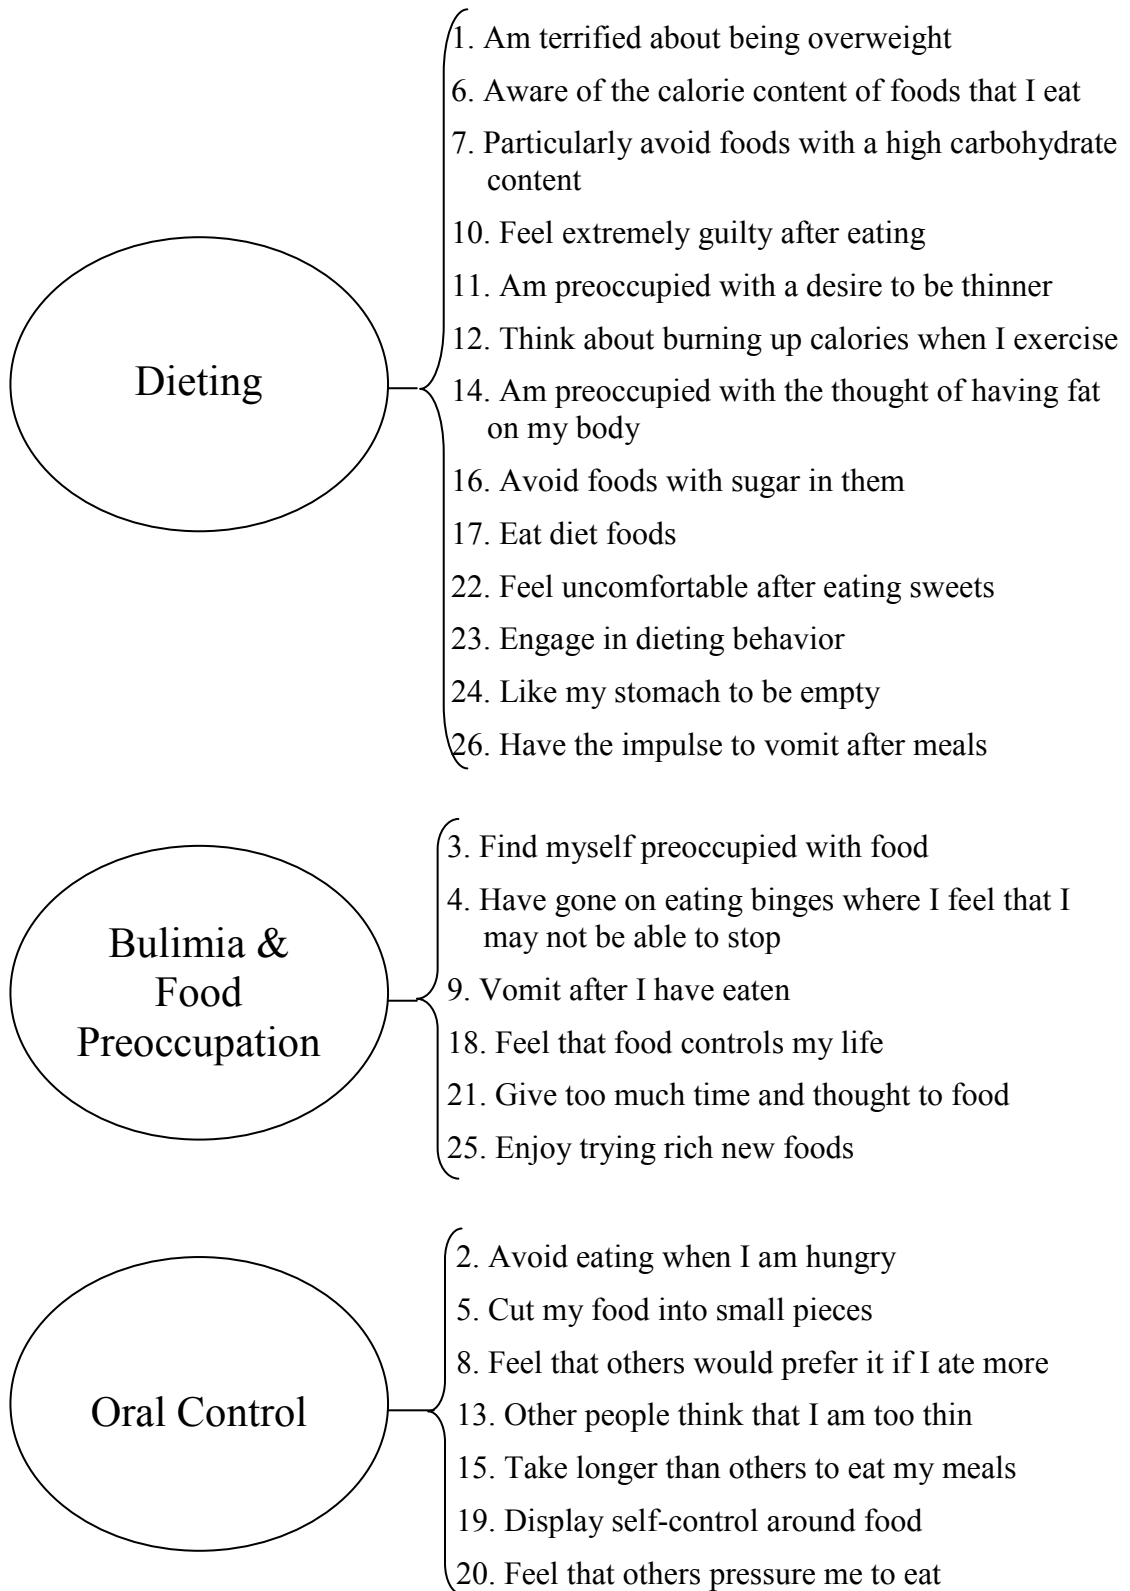 Dieting
1. Am terrified about being overweight
6. Aware of the calorie content of foods that I eat
7. Particularly avoid foods with a high carbohydrate
content
10. Feel extremely guilty after eating
11. Am preoccupied with a desire to be thinner
12. Think about burning up calories when I exercise
14. Am preoccupied with the thought of having fat
on my body
16. Avoid foods with sugar in them
17. Eat diet foods
22. Feel uncomfortable after eating sweets
23. Engage in dieting behavior
24. Like my stomach to be empty
26. Have the impulse to vomit after meals
Bulimia &
Food
Preoccupation
3. Find myself preoccupied with food
4. Have gone on eating binges where I feel that I
may not be able to stop
9. Vomit after I have eaten
18. Feel that food controls my life
21. Give too much time and thought to food
25. Enjoy trying rich new foods
Oral Control
2. Avoid eating when I am hungry
5. Cut my food into small pieces
8. Feel that others would prefer it if I ate more
13. Other people think that I am too thin
15. Take longer than others to eat my meals
19. Display self-control around food
20. Feel that others pressure me to eat